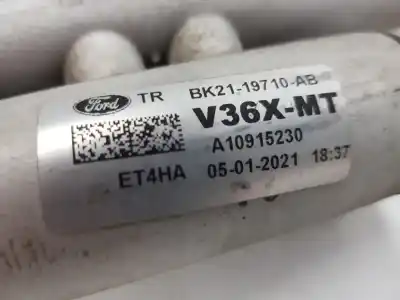 Ford TR BK21-19710-AB
V36X-MT
A10915230
ET4HA 05-01-2021 18:37